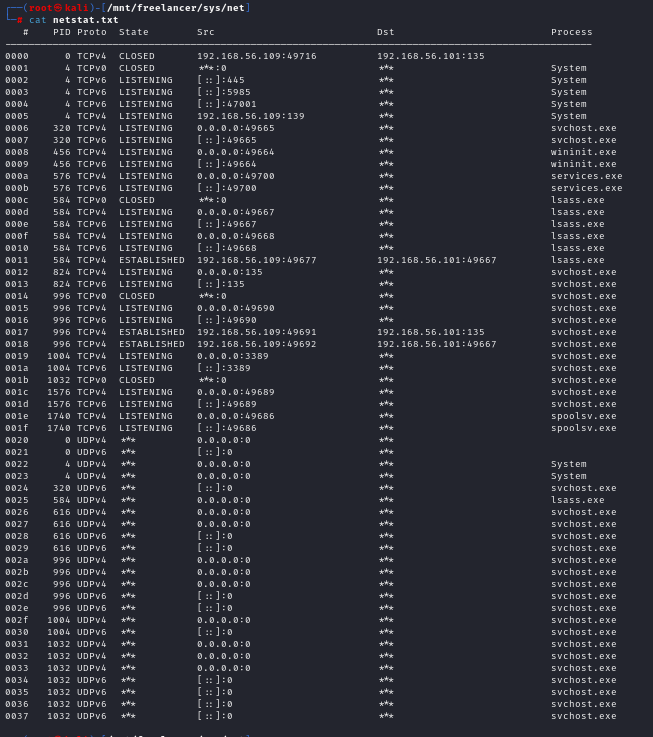 ┌──(root㉿kali)-[/mnt/freelancer/sys/net]
└─# cat netstat.txt
# PID Proto State Src Dst Process
0000 0 TCPv4 CLOSED 192.168.56.109:49716 192.168.56.101:135
0001 4 TCPv0 CLOSED ***:0 *** System
0002 4 TCPv6 LISTENING [::]:445 *** System
0003 4 TCPv6 LISTENING [::]:5985 *** System
0004 4 TCPv6 LISTENING [::]:47001 *** System
0005 4 TCPv4 LISTENING 192.168.56.109:139 *** System
0006 320 TCPv4 LISTENING 0.0.0.0:49665 *** svchost.exe
0007 320 TCPv6 LISTENING [::]:49665 *** svchost.exe
0008 456 TCPv4 LISTENING 0.0.0.0:49664 *** wininit.exe
0009 456 TCPv6 LISTENING [::]:49664 *** wininit.exe
000a 576 TCPv4 LISTENING 0.0.0.0:49700 *** services.exe
000b 576 TCPv6 LISTENING [::]:49700 *** services.exe
000c 584 TCPv0 CLOSED ***:0 *** lsass.exe
000d 584 TCPv4 LISTENING 0.0.0.0:49667 *** lsass.exe
000e 584 TCPv6 LISTENING [::]:49667 *** lsass.exe
000f 584 TCPv4 LISTENING 0.0.0.0:49668 *** lsass.exe
0010 584 TCPv6 LISTENING [::]:49668 *** lsass.exe
0011 584 TCPv4 ESTABLISHED 192.168.56.109:49677 192.168.56.101:49667 lsass.exe
0012 824 TCPv4 LISTENING 0.0.0.0:135 *** svchost.exe
0013 824 TCPv6 LISTENING [::]:135 *** svchost.exe
0014 996 TCPv0 CLOSED ***:0 *** svchost.exe
0015 996 TCPv4 LISTENING 0.0.0.0:49690 *** svchost.exe
0016 996 TCPv6 LISTENING [::]:49690 *** svchost.exe
0017 996 TCPv4 ESTABLISHED 192.168.56.109:49691 192.168.56.101:135 svchost.exe
0018 996 TCPv4 ESTABLISHED 192.168.56.109:49692 192.168.56.101:49667 svchost.exe
0019 1004 TCPv4 LISTENING 0.0.0.0:3389 *** svchost.exe
001a 1004 TCPv6 LISTENING [::]:3389 *** svchost.exe
001b 1032 TCPv0 CLOSED ***:0 *** svchost.exe
001c 1576 TCPv4 LISTENING 0.0.0.0:49689 *** svchost.exe
001d 1576 TCPv6 LISTENING [::]:49689 *** svchost.exe
001e 1740 TCPv4 LISTENING 0.0.0.0:49686 *** spoolsv.exe
001f 1740 TCPv6 LISTENING [::]:49686 *** spoolsv.exe
0020 0 UDPv4 *** 0.0.0.0:0 ***
0021 0 UDPv6 *** [::]:0 ***
0022 4 UDPv4 *** 0.0.0.0:0 *** System
0023 4 UDPv4 *** 0.0.0.0:0 *** System
0024 320 UDPv6 *** [::]:0 *** svchost.exe
0025 584 UDPv4 *** 0.0.0.0:0 *** lsass.exe
0026 616 UDPv4 *** 0.0.0.0:0 *** svchost.exe
0027 616 UDPv4 *** 0.0.0.0:0 *** svchost.exe
0028 616 UDPv6 *** [::]:0 *** svchost.exe
0029 616 UDPv6 *** [::]:0 *** svchost.exe
002a 996 UDPv4 *** 0.0.0.0:0 *** svchost.exe
002b 996 UDPv4 *** 0.0.0.0:0 *** svchost.exe
002c 996 UDPv4 *** 0.0.0.0:0 *** svchost.exe
002d 996 UDPv6 *** [::]:0 *** svchost.exe
002e 996 UDPv6 *** [::]:0 *** svchost.exe
002f 1004 UDPv4 *** 0.0.0.0:0 *** svchost.exe
0030 1004 UDPv6 *** [::]:0 *** svchost.exe
0031 1032 UDPv4 *** 0.0.0.0:0 *** svchost.exe
0032 1032 UDPv4 *** 0.0.0.0:0 *** svchost.exe
0033 1032 UDPv4 *** 0.0.0.0:0 *** svchost.exe
0034 1032 UDPv6 *** [::]:0 *** svchost.exe
0035 1032 UDPv6 *** [::]:0 *** svchost.exe
0036 1032 UDPv6 *** [::]:0 *** svchost.exe
0037 1032 UDPv6 *** [::]:0 *** svchost.exe